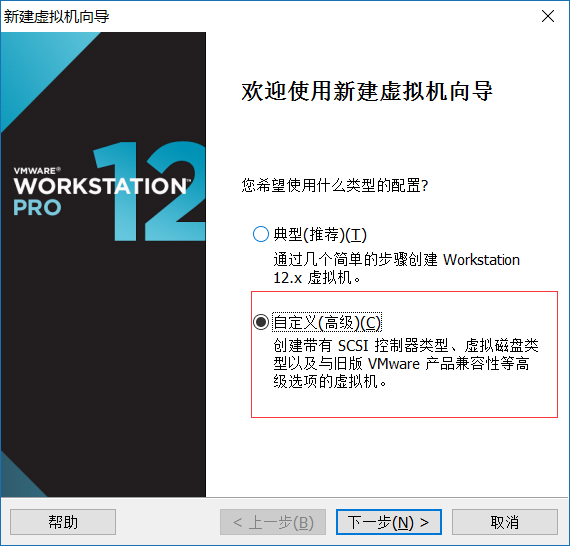 新建虚拟机向导
VMWARE®
WORKSTATION™
PRO
12
欢迎使用新建虚拟机向导
您希望使用什么类型的配置?
典型(推荐)(T)
通过几个简单的步骤创建 Workstation
12.x 虚拟机。
自定义(高级)(C)
创建带有 SCSI 控制器类型、虚拟磁盘类
型以及与旧版 VMware 产品兼容性等高
级选项的虚拟机。
帮助
< 上一步(B)
下一步(N) >
取消